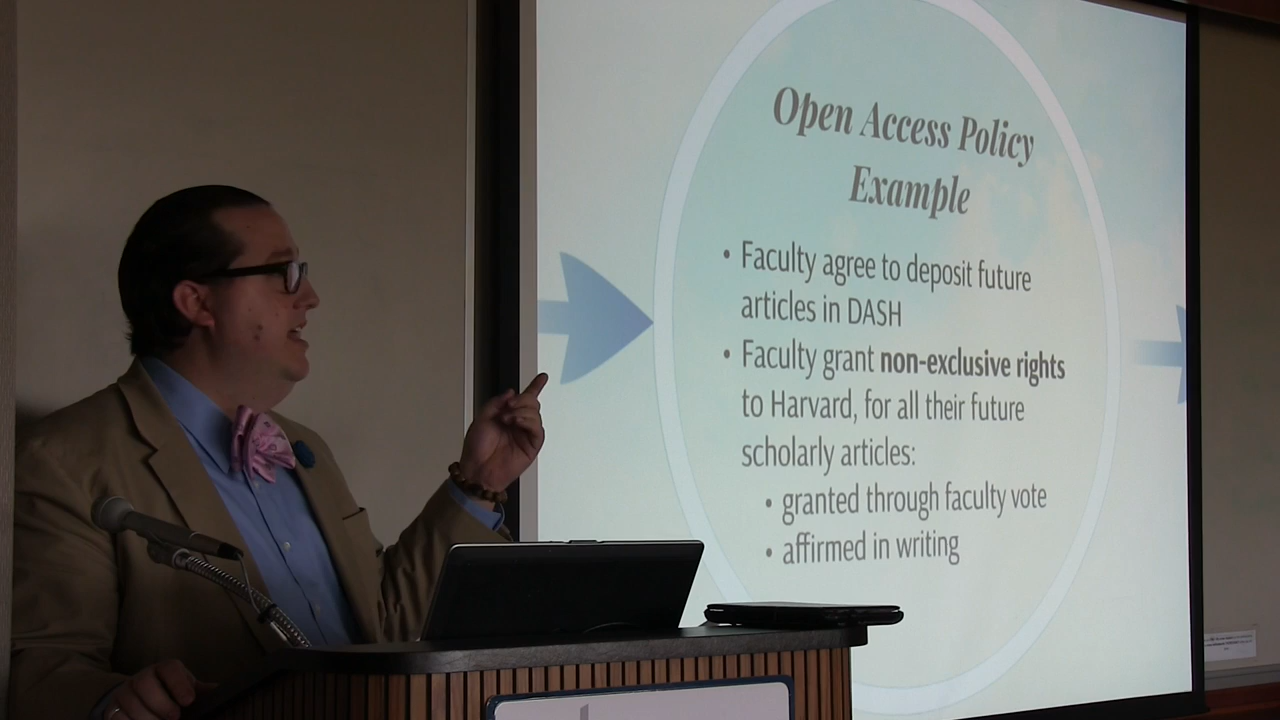 Open Access Policy
Example
• Faculty agree to deposit future
articles in DASH
• Faculty grant non-exclusive rights
to Harvard, for all their future
scholarly articles:
• granted through faculty vote
• affirmed in writing